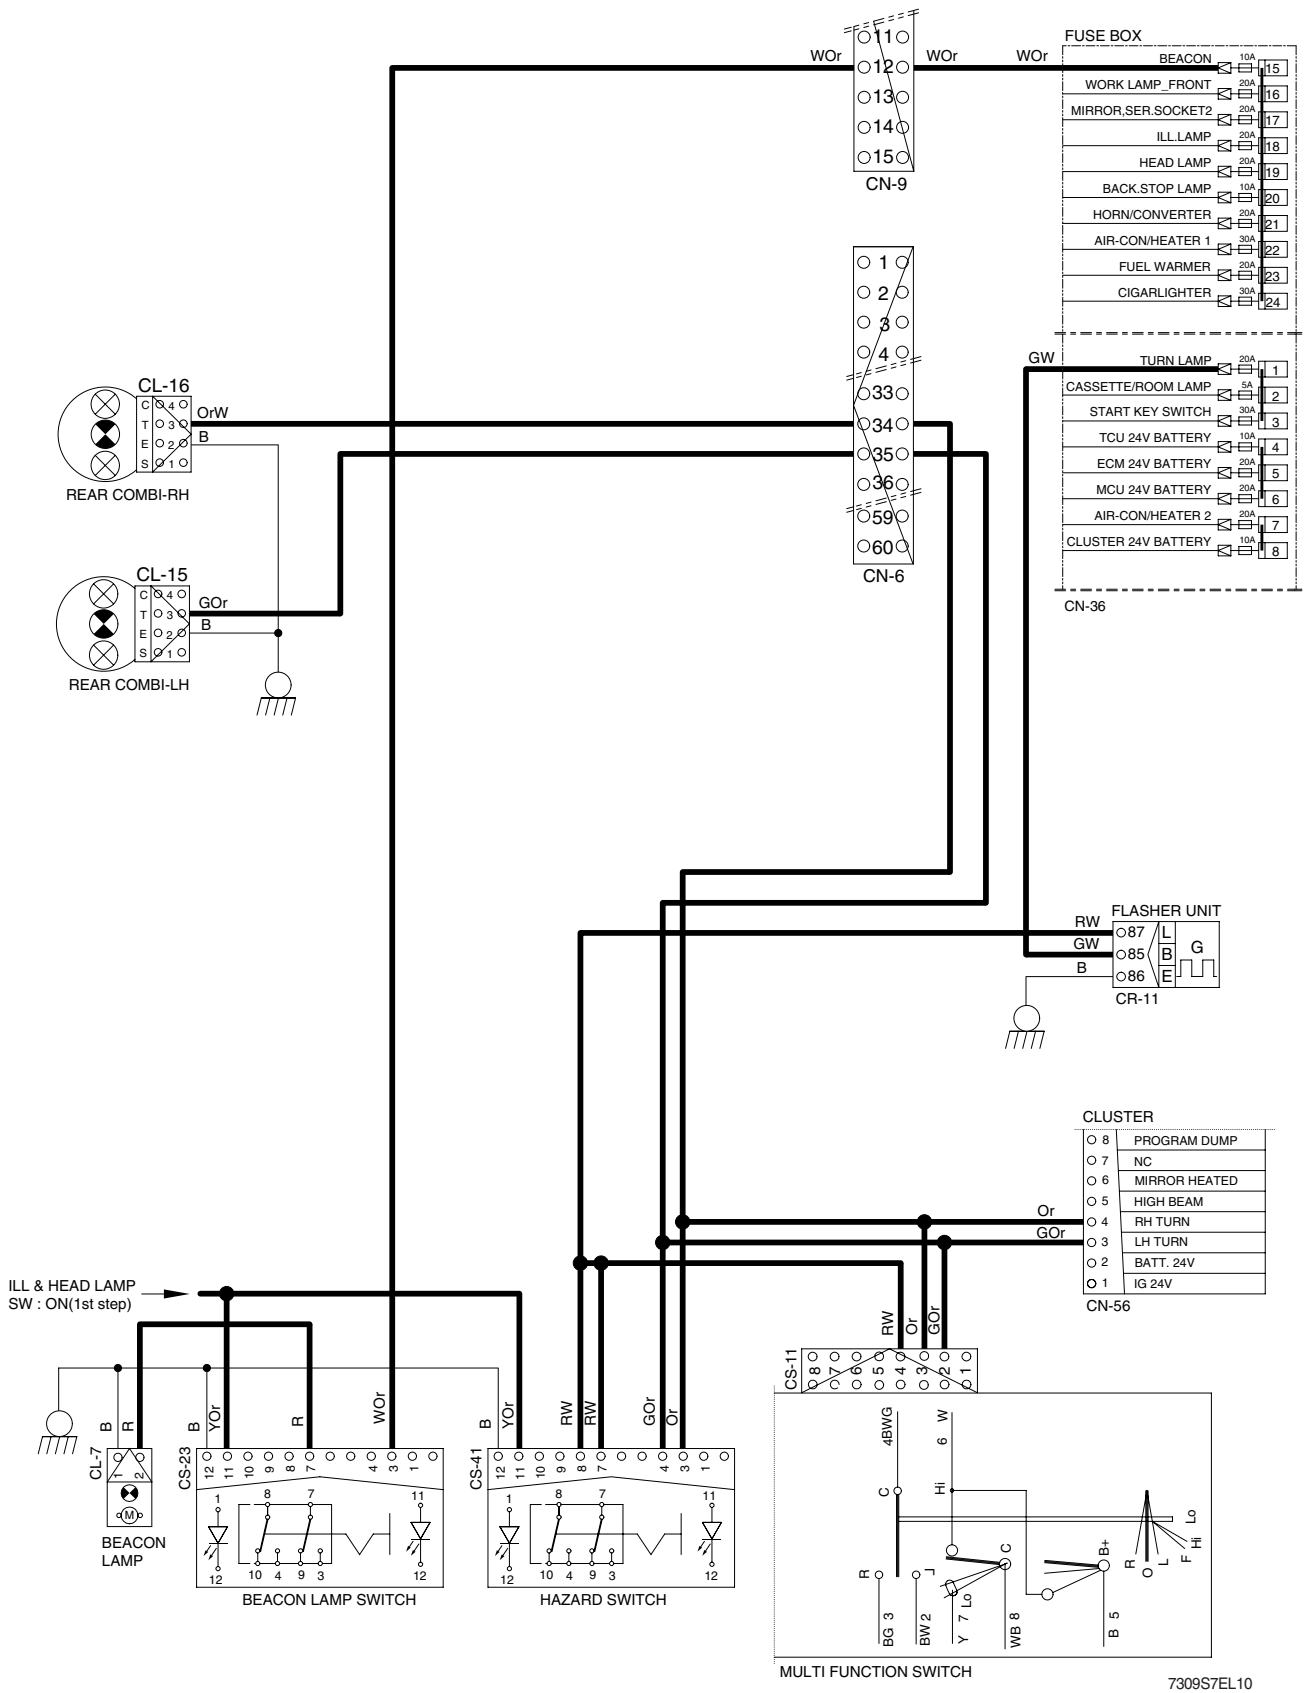 FUSE BOX
WOr WOr WOr
BEACON 10A 15
WORK LAMP_FRONT 20A 16
MIRROR,SER.SOCKET2 20A 17
ILL.LAMP 20A 18
HEAD LAMP 20A 19
BACK.STOP LAMP 10A 20
HORN/CONVERTER 20A 21
AIR-CON/HEATER 1 30A 22
FUEL WARMER 20A 23
CIGARLIGHTER 30A 24
11
12
13
14
15
CN-9
1
2
3
4
33
34
35
36
59
60
CN-6
GW
TURN LAMP 20A 1
CASSETTE/ROOM LAMP 5A 2
START KEY SWITCH 30A 3
TCU 24V BATTERY 10A 4
ECM 24V BATTERY 20A 5
MCU 24V BATTERY 20A 6
AIR-CON/HEATER 2 20A 7
CLUSTER 24V BATTERY 10A 8
CN-36
CL-16
C 4
T 3 OrW
E 2 B
S 1
REAR COMBI-RH
CL-15
C 4
T 3 GOr
E 2 B
S 1
REAR COMBI-LH
FLASHER UNIT
RW 87 L
GW 85 B G
B 86 E
CR-11
CLUSTER
8 PROGRAM DUMP
7 NC
6 MIRROR HEATED
5 HIGH BEAM
Or 4 RH TURN
GOr 3 LH TURN
2 BATT. 24V
1 IG 24V
CN-56
ILL & HEAD LAMP
SW : ON(1st step)
B R
CL-7
1 2
M
BEACON
LAMP
B YOr R WOr
CS-23
12 11 10 9 8 7 4 3 1
1 8 7 11
12 10 4 9 3 12
BEACON LAMP SWITCH
B YOr RW RW GOr Or
CS-41
12 11 10 9 8 7 4 3 1
1 8 7 11
12 10 4 9 3 12
HAZARD SWITCH
RW Or GOr
CS-11
8 7 6 5 4 3 2 1
4BWG 6 W
C Hi
R L
Lo C B+
R O L F Hi Lo
BG 3 BW 2 Y 7 WB 8 B 5
MULTI FUNCTION SWITCH
7309S7EL10